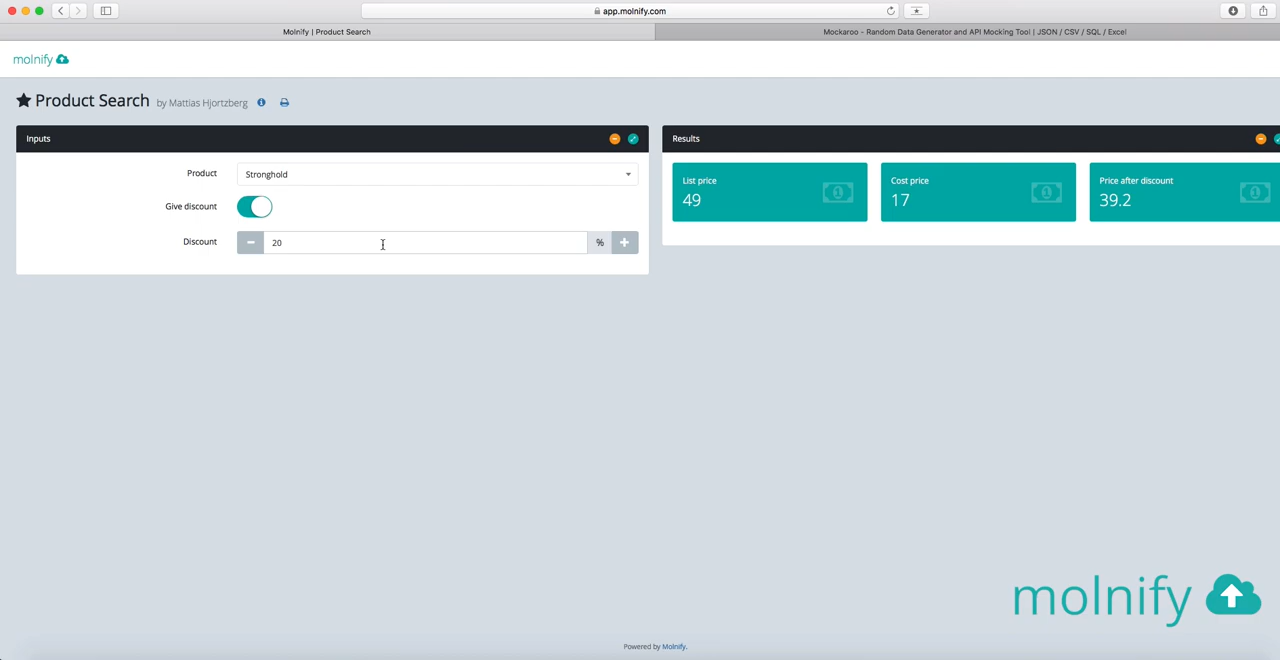 app.molnify.com
Molnify | Product Search
Mockaroo - Random Data Generator and API Mocking Tool | JSON / CSV / SQL / Excel
molnify
Product Search by Mattias Hjortzberg
Inputs
Product
Stronghold
Give discount
Discount
20
%
Results
List price
49
Cost price
17
Price after discount
39.2
molnify
Powered by Molnify.